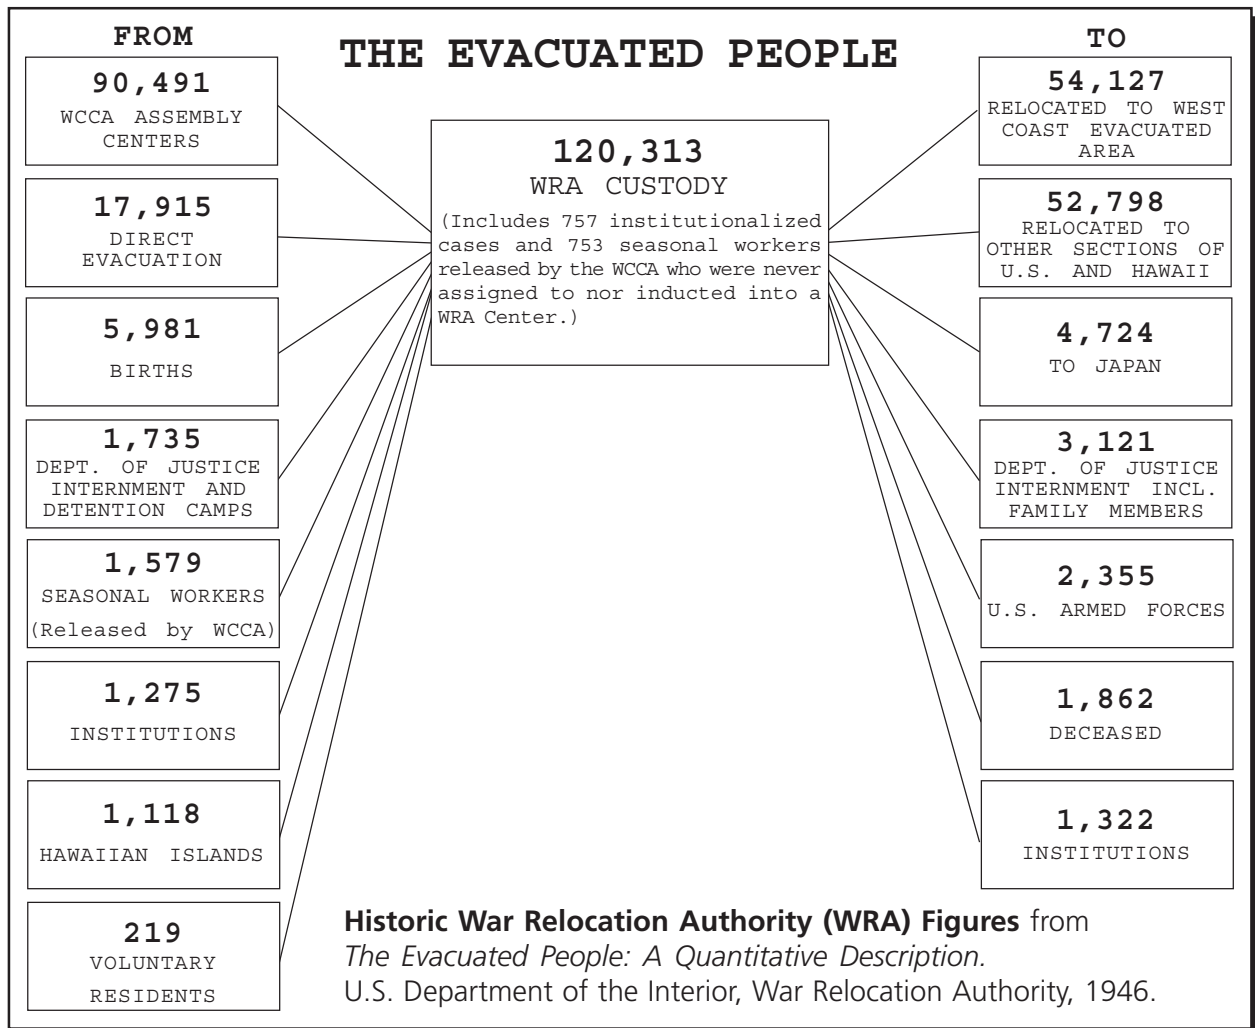 THE EVACUATED PEOPLE
FROM
90,491
WCCA ASSEMBLY
CENTERS
17,915
DIRECT
EVACUATION
5,981
BIRTHS
1,735
DEPT. OF JUSTICE
INTERNMENT AND
DETENTION CAMPS
1,579
SEASONAL WORKERS
(Released by WCCA)
1,275
INSTITUTIONS
1,118
HAWAIIAN ISLANDS
219
VOLUNTARY
RESIDENTS
120,313
WRA CUSTODY
(Includes 757 institutionalized
cases and 753 seasonal workers
released by the WCCA who were never
assigned to nor inducted into a
WRA Center.)
TO
54,127
RELOCATED TO WEST
COAST EVACUATED
AREA
52,798
RELOCATED TO
OTHER SECTIONS OF
U.S. AND HAWAII
4,724
TO JAPAN
3,121
DEPT. OF JUSTICE
INTERNMENT INCL.
FAMILY MEMBERS
2,355
U.S. ARMED FORCES
1,862
DECEASED
1,322
INSTITUTIONS
Historic War Relocation Authority (WRA) Figures from
The Evacuated People: A Quantitative Description.
U.S. Department of the Interior, War Relocation Authority, 1946.